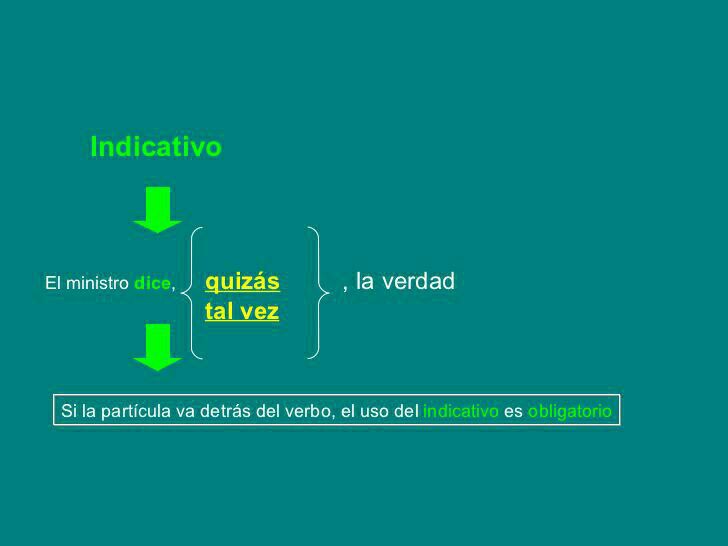 Indicativo
El ministro dice, quizás , la verdad
tal vez
Si la partícula va detrás del verbo, el uso del indicativo es obligatorio